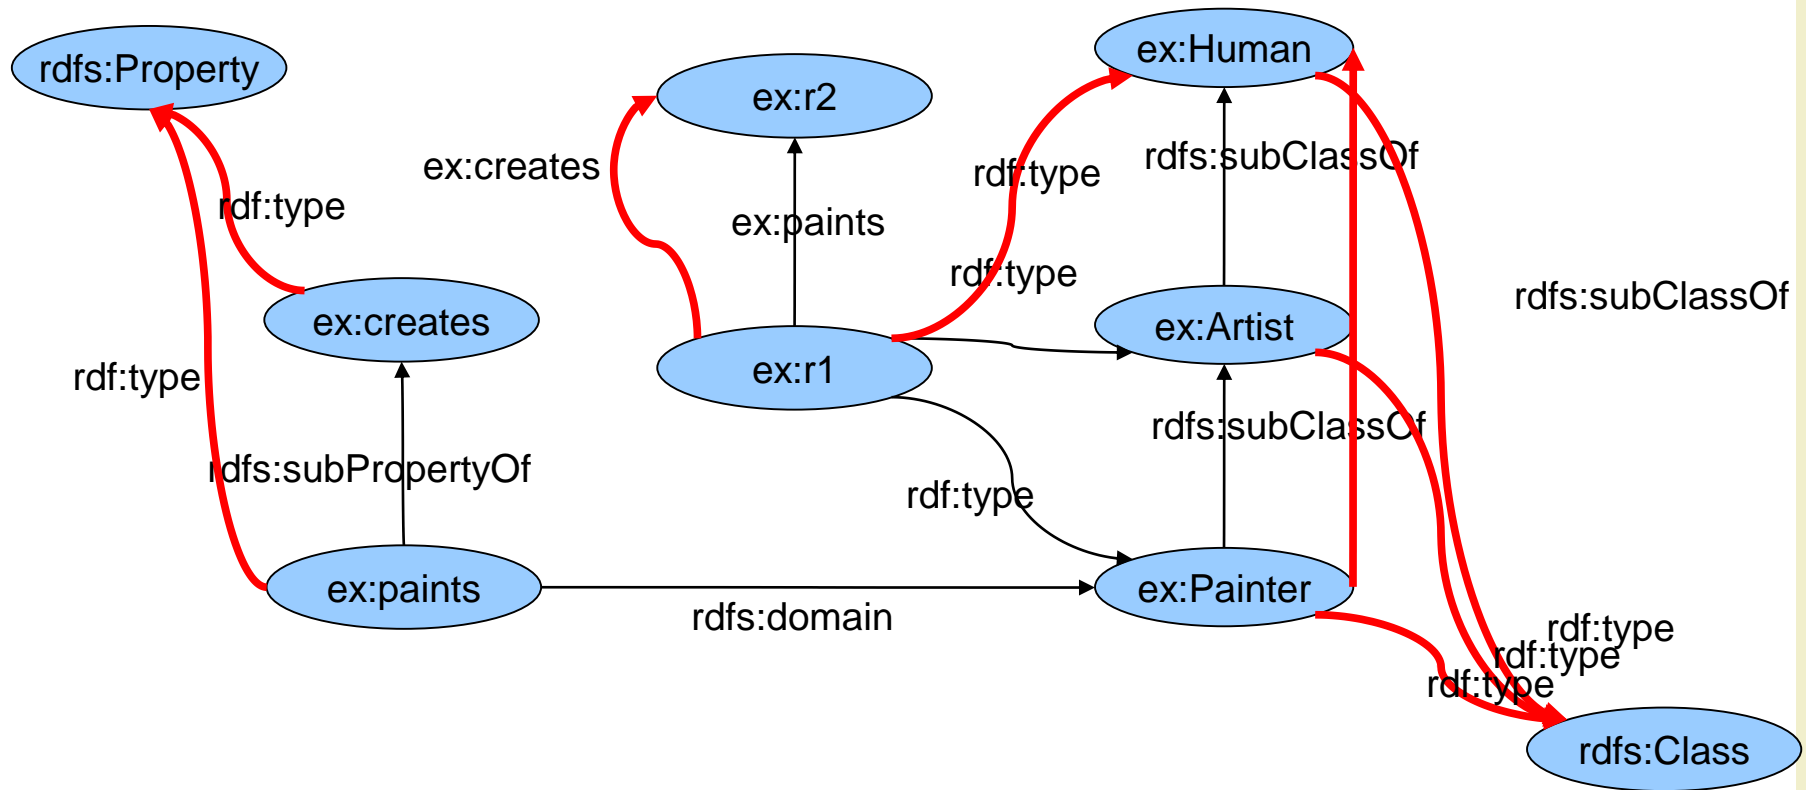 ex:Human
rdfs:Property
ex:r2
ex:creates
rdfs:subClassOf
rdf:type
rdf:type
ex:paints
rdf:type
rdfs:subClassOf
ex:creates
ex:Artist
ex:r1
rdf:type
rdfs:subClassOf
rdfs:subPropertyOf
rdf:type
ex:paints
ex:Painter
rdfs:domain
rdf:type
rdf:type
rdf:type
rdfs:Class